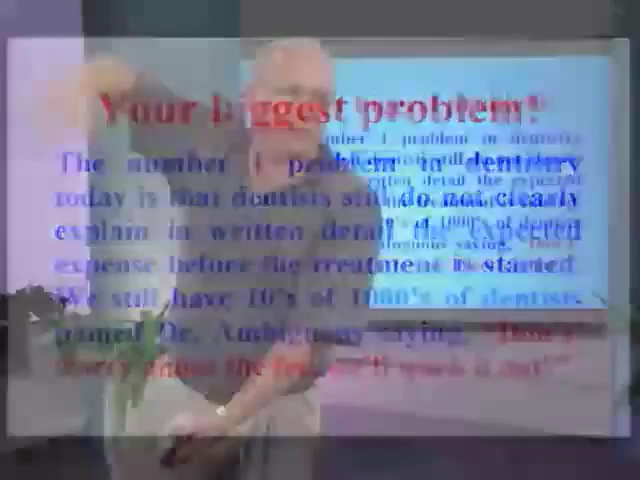 Your biggest problem!
The number 1 problem in dentistry
today is that dentists still do not clearly
explain in written detail the expected
expense before the treatment is started.
We still have 10's of 1000's of dentists
named Dr. Ambiguous saying, "Don't
worry about the fee, we'll work it out!"